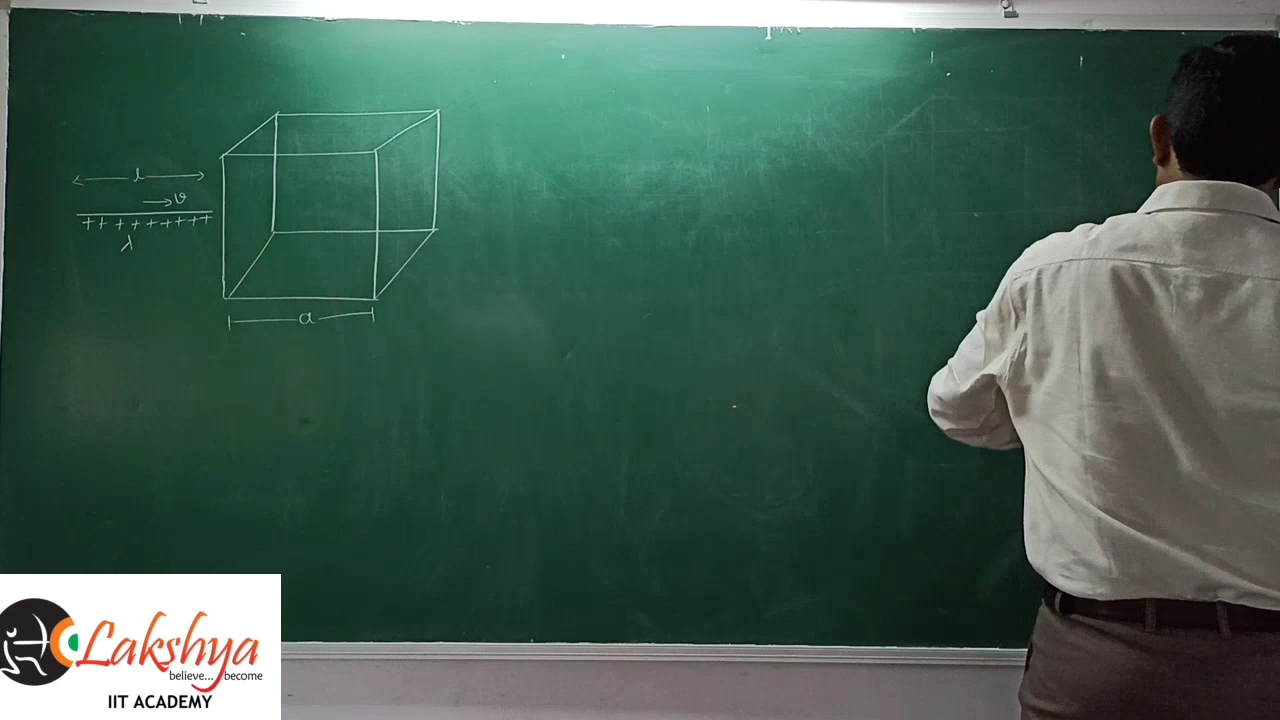 l
v
+ + + + + + + + +
λ
a
Lakshya
believe... become
IIT ACADEMY